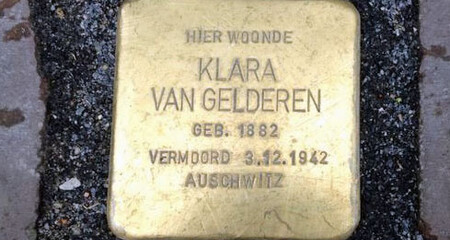 HIER WOONDE
KLARA
VAN GELDEREN
GEB. 1882
VERMOORD 3.12.1942
AUSCHWITZ